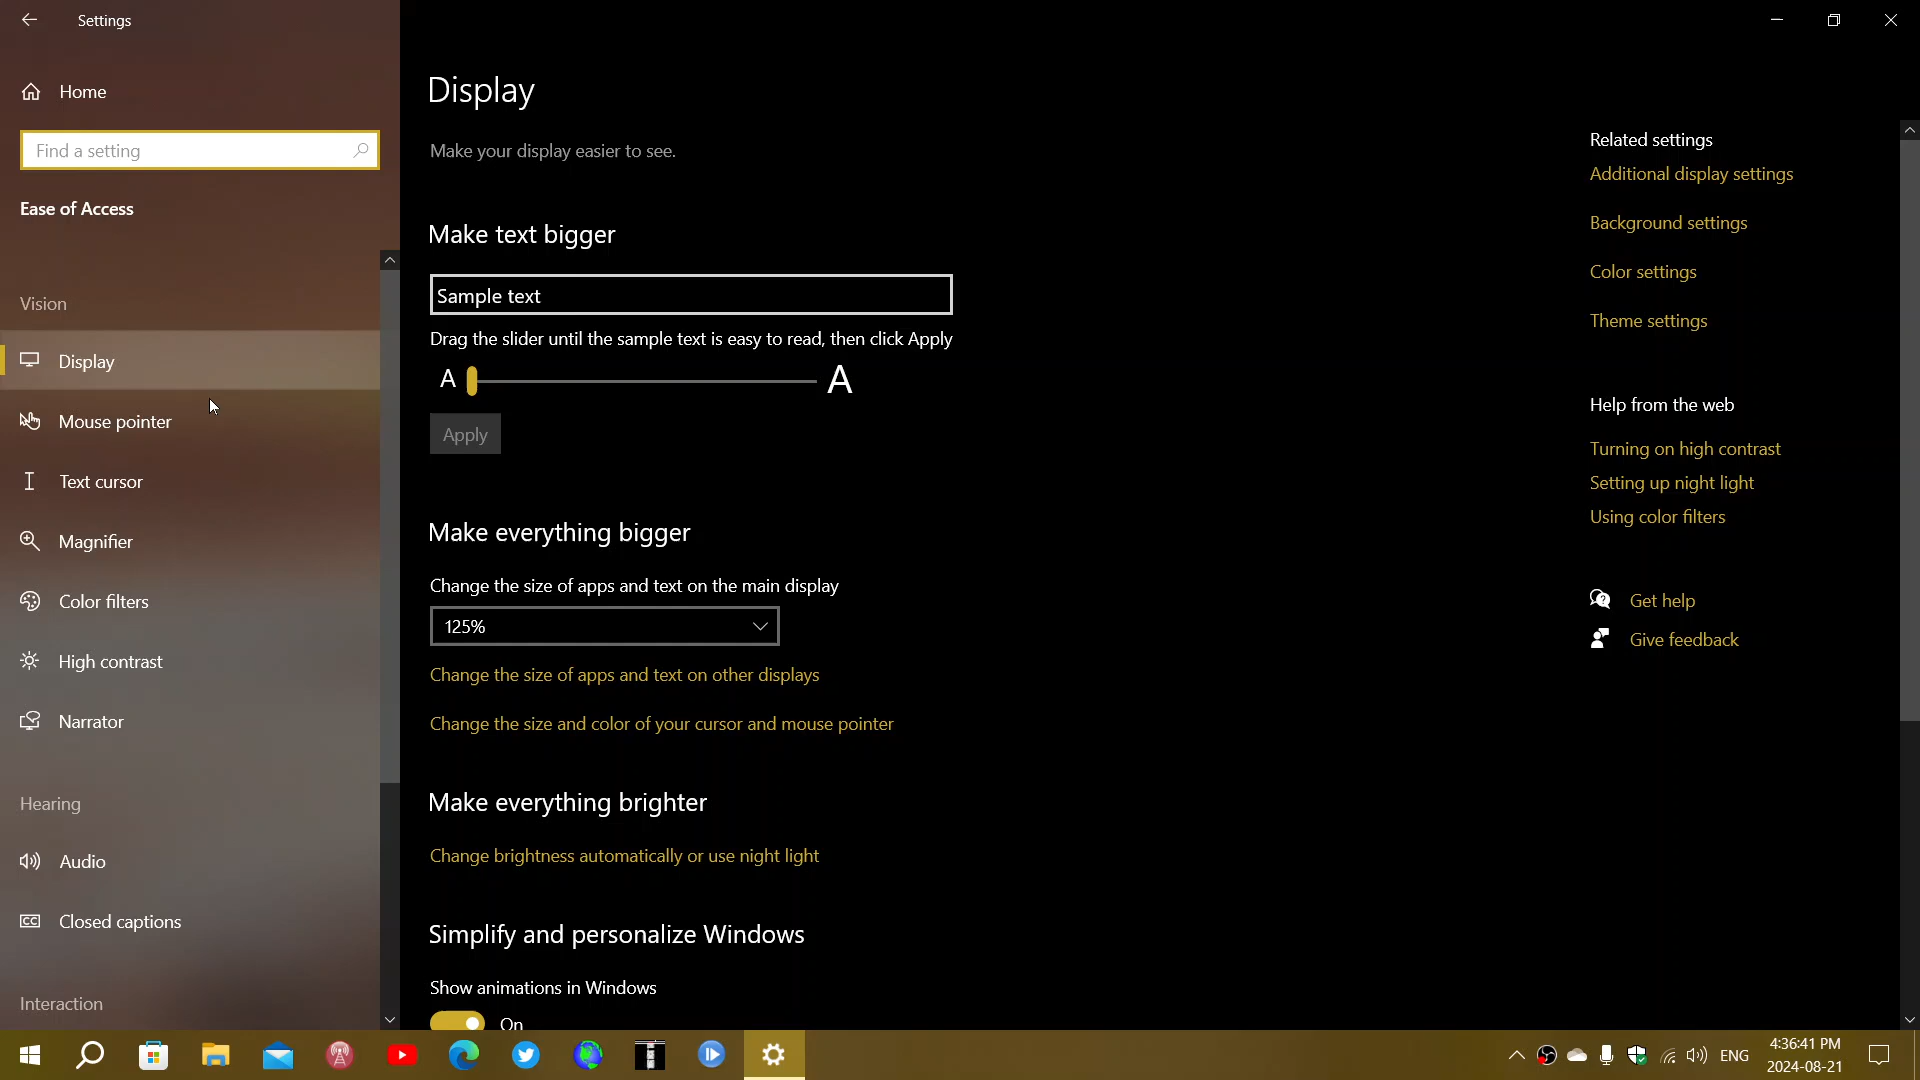 Settings
Home
Find a setting
Ease of Access
Vision
Display
Mouse pointer
Text cursor
Magnifier
Color filters
High contrast
Narrator
Hearing
Audio
Closed captions
Interaction
Display
Make your display easier to see.
Make text bigger
Sample text
Drag the slider until the sample text is easy to read, then click Apply
A A
Apply
Make everything bigger
Change the size of apps and text on the main display
125%
Change the size of apps and text on other displays
Change the size and color of your cursor and mouse pointer
Make everything brighter
Change brightness automatically or use night light
Simplify and personalize Windows
Show animations in Windows
On
Related settings
Additional display settings
Background settings
Color settings
Theme settings
Help from the web
Turning on high contrast
Setting up night light
Using color filters
Get help
Give feedback
ENG
4:36:41 PM
2024-08-21